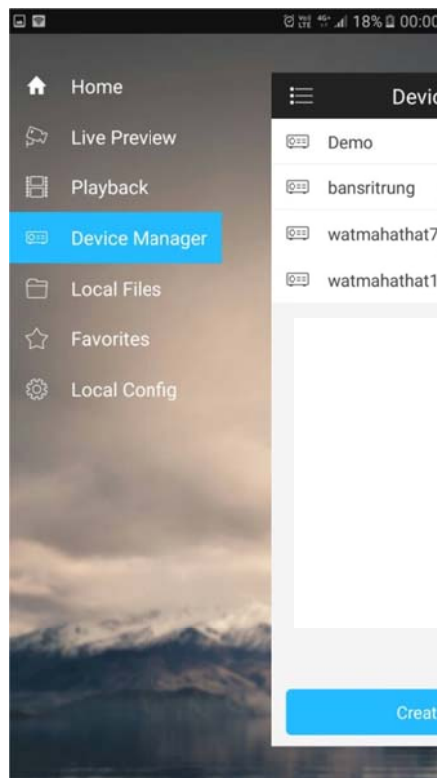 18% 00:00
Home
Live Preview
Playback
Device Manager
Local Files
Favorites
Local Config
Devic
Demo
bansritrung
watmahathat7
watmahathat1
Creat